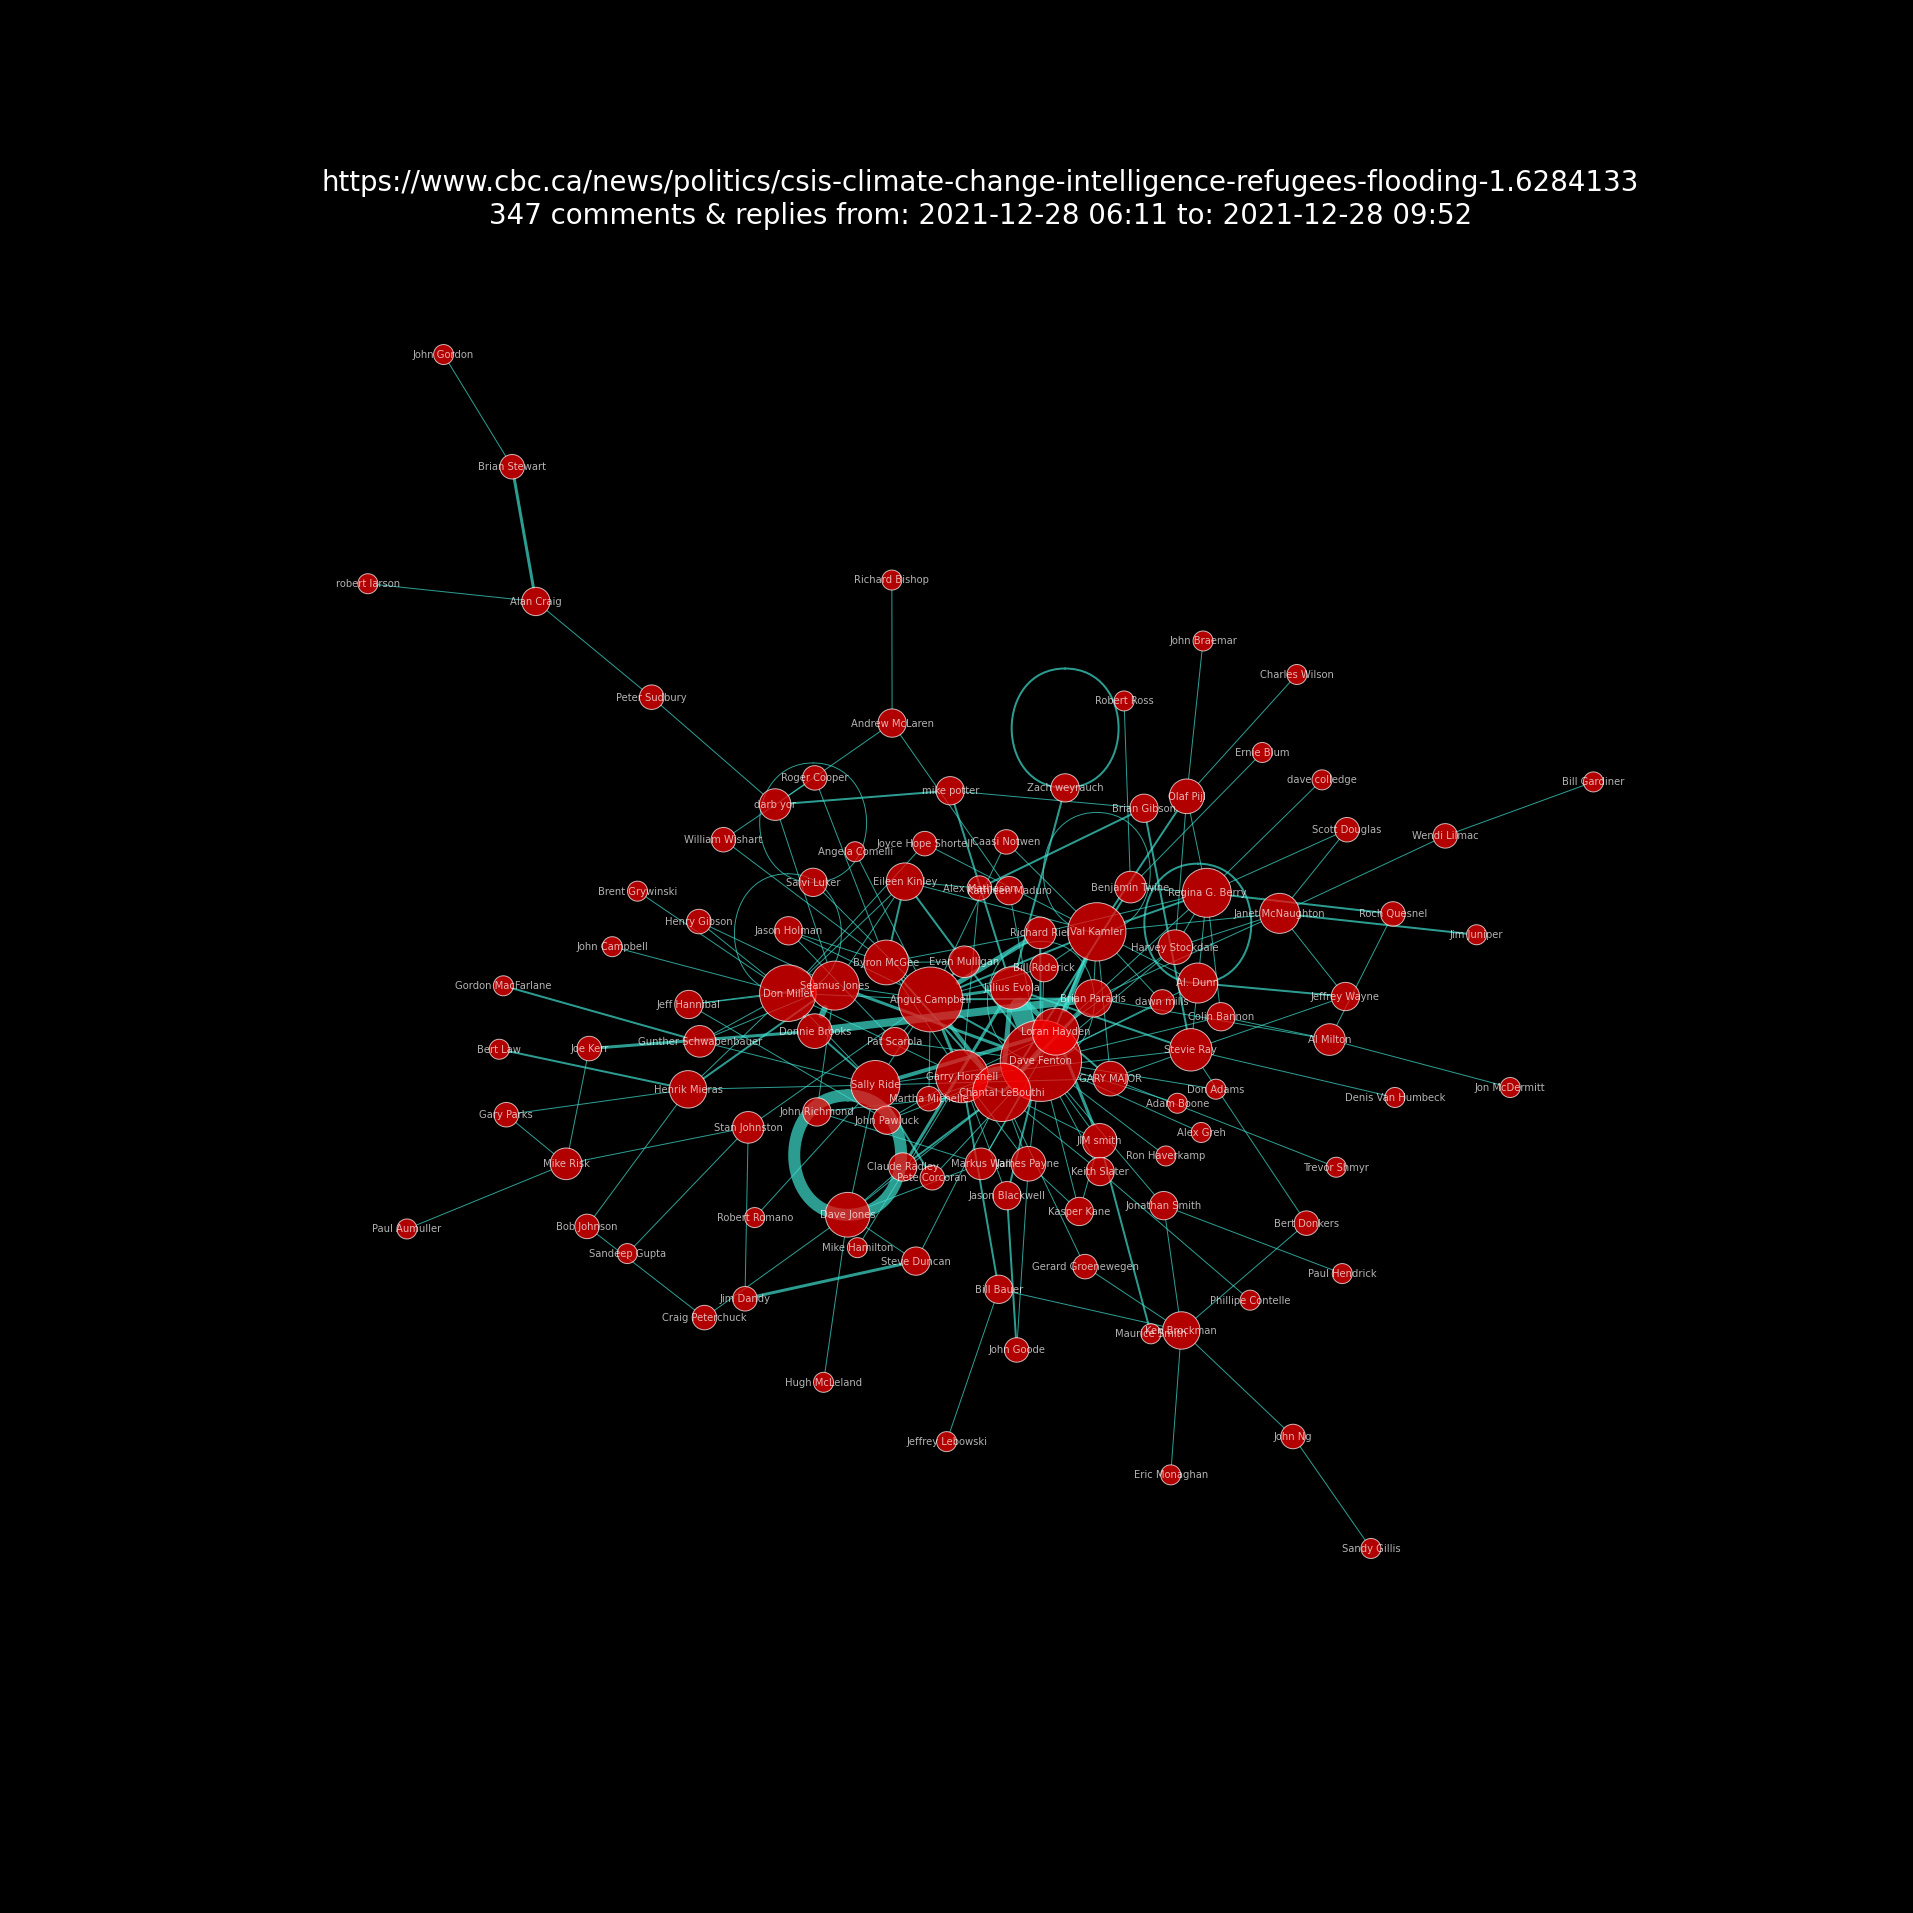 https://www.cbc.ca/news/politics/csis-climate-change-intelligence-refugees-flooding-1.6284133
347 comments & replies from: 2021-12-28 06:11 to: 2021-12-28 09:52
John Gordon
Brian Stewart
Richard Bishop
robert larson
Alan Craig
John Braemar
Charles Wilson
Peter Sudbury
Robert Ross
Andrew McLaren
Ernie Blum
Roger Copper
dave colledge
Bill Gardiner
Zach weyrauch
mike potter
Olaf Pijl
darb yor
Brian Gibson
Scott Douglas
Wendi Lilmac
William Wishart
Joyce Hope Shortell
Caasi Notwen
Angela Comelli
Salvi Luker
Eileen Kinley
Alex Matheson
Kathleen Maduro
Benjamin Twine
Brent Grywinski
Regina G. Berry
Janet McNaughton
Roch Quesnel
Henry Gibson
Jason Holman
Richard Riel
Val Kamler
Jim Juniper
John Campbell
Harvey Stockdale
Byron McGee
Evan Mulligan
Bill Roderick
Gordon MacFarlane
Don Miller
Seamus Jones
Julius Evola
Al. Dunn
Jeff Hannibal
Angus Campbell
Brian Paradis
dawn mills
Jeffrey Wayne
Colin Bannon
Donnie Brooks
Loran Hayden
Gunther Schwabenbauer
Pat Scarola
Al Milton
Bert Law
Joe Kerr
Stevie Ray
Dave Fenton
Garry Horsnell
GARY MAJOR
Henrik Mieras
Sally Ride
Chantal LeBouthi
Don Adams
Jon McDermitt
Martha Michelle
Adam Boone
Denis Van Humbeck
Gary Parks
John Richmond
John Pawluck
Stan Johnston
Alex Greh
JIM smith
Ron Haverkamp
Mike Risk
Claude Radley
Markus Wall
James Payne
Trevor Shmyr
Keith Slater
Pete Corcoran
Jason Blackwell
Jonathan Smith
Kasper Kane
Robert Romano
Dave Jones
Paul Aumuller
Bob Johnson
Bert Donkers
Sandeep Gupta
Mike Hamilton
Steve Duncan
Gerard Groenewegen
Paul Hendrick
Bill Bauer
Jim Dandy
Phillipe Contelle
Craig Peterchuck
Maurice Smith
Ken Brockman
John Goode
Hugh McLeland
John Ng
Jeffrey Lebowski
Eric Monaghan
Sandy Gillis